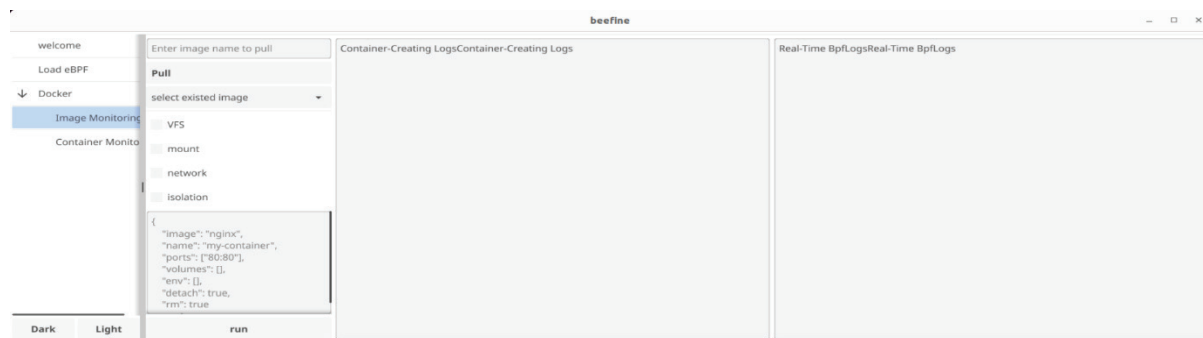 beefine
welcome
Load eBPF
Docker
Image Monitoring
Container Monito
Dark Light
Enter image name to pull
Pull
select existed image
VFS
mount
network
isolation
{
"image": "nginx",
"name": "my-container",
"ports": ["80:80"],
"volumes": [],
"env": [],
"detach": true,
"rm": true
run
Container-Creating LogsContainer-Creating Logs
Real-Time BpfLogsReal-Time BpfLogs